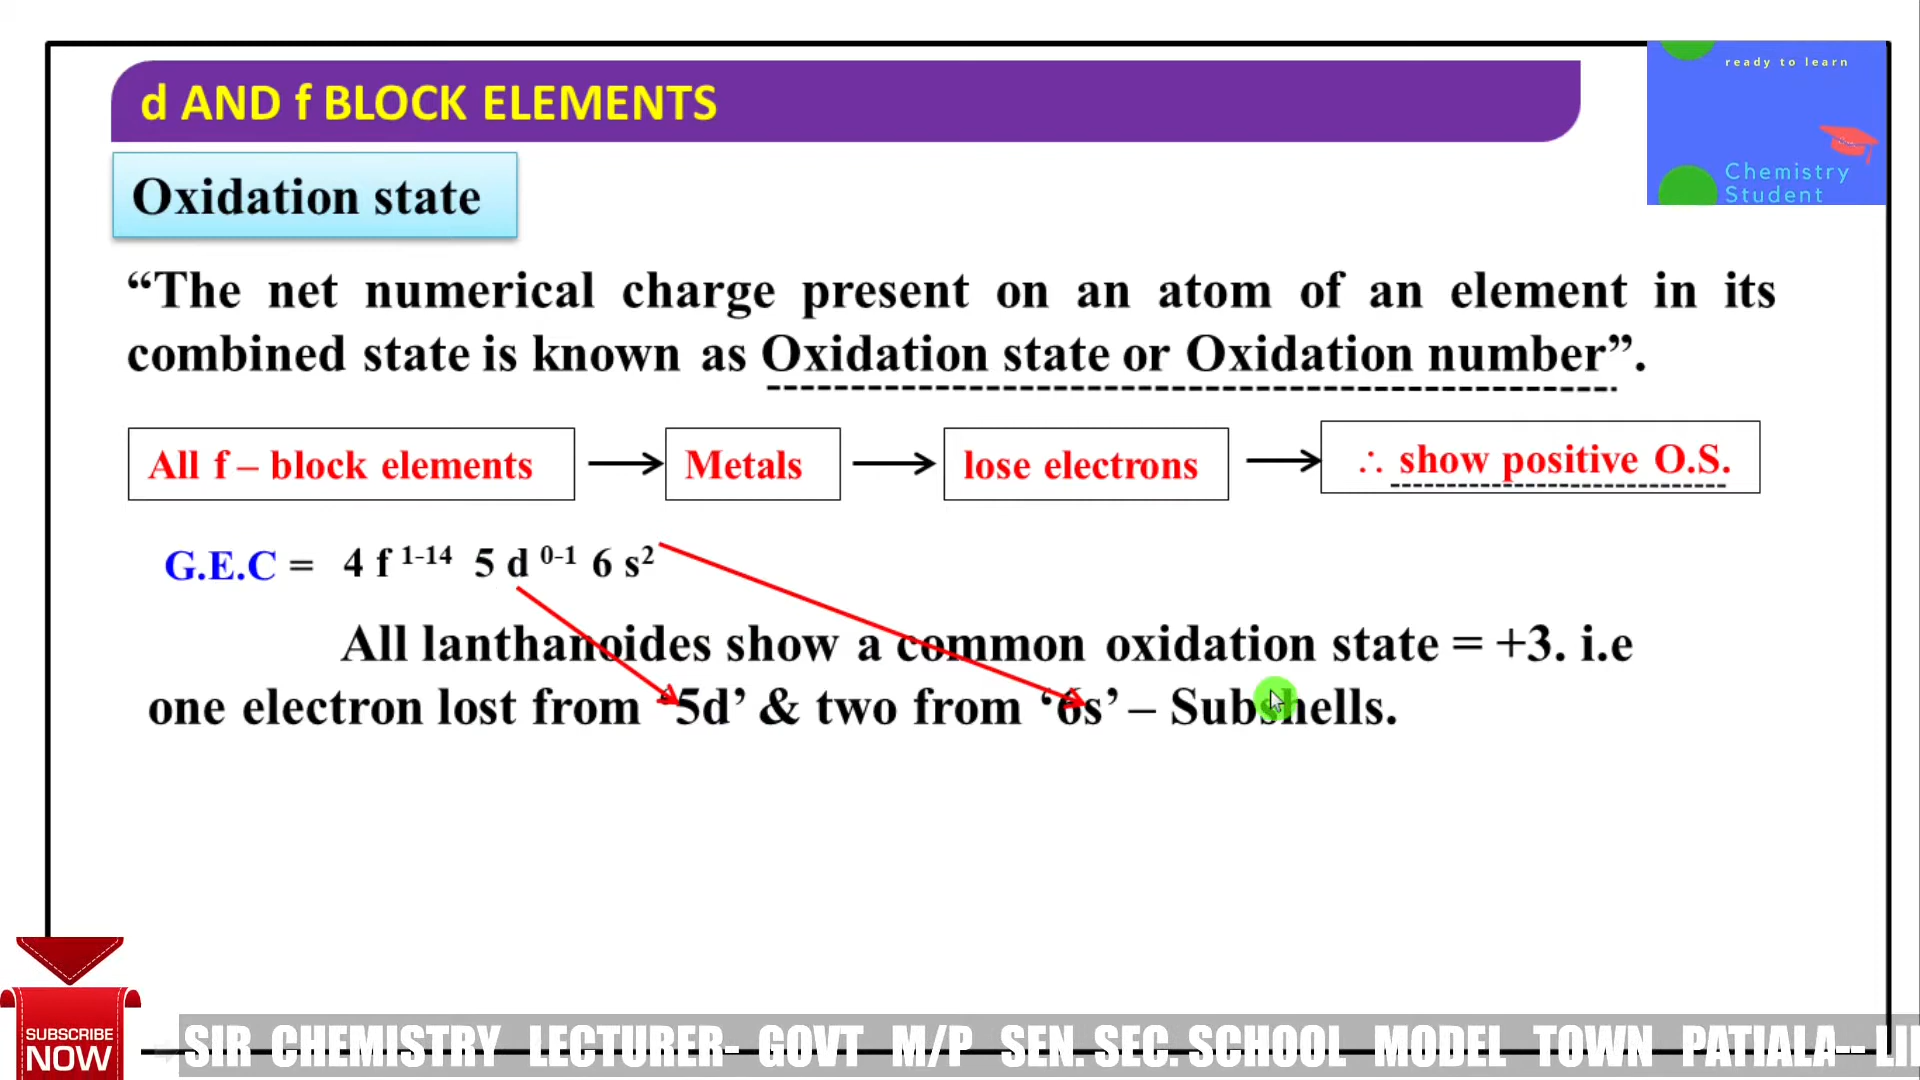 ready to learn
d AND f BLOCK ELEMENTS
Chemistry
Student
Oxidation state
“The net numerical charge present on an atom of an element in its
combined state is known as Oxidation state or Oxidation number”.
All f – block elements
Metals
lose electrons
∴ show positive O.S.
G.E.C = 4 f 1-14 5 d 0-1 6 s2
All lanthanoides show a common oxidation state = +3. i.e
one electron lost from ‘5d’ & two from ‘6s’ – Subshells.
SUBSCRIBE
NOW
SIR CHEMISTRY LECTURER- GOVT M/P SEN. SEC. SCHOOL MODEL TOWN PATIALA--